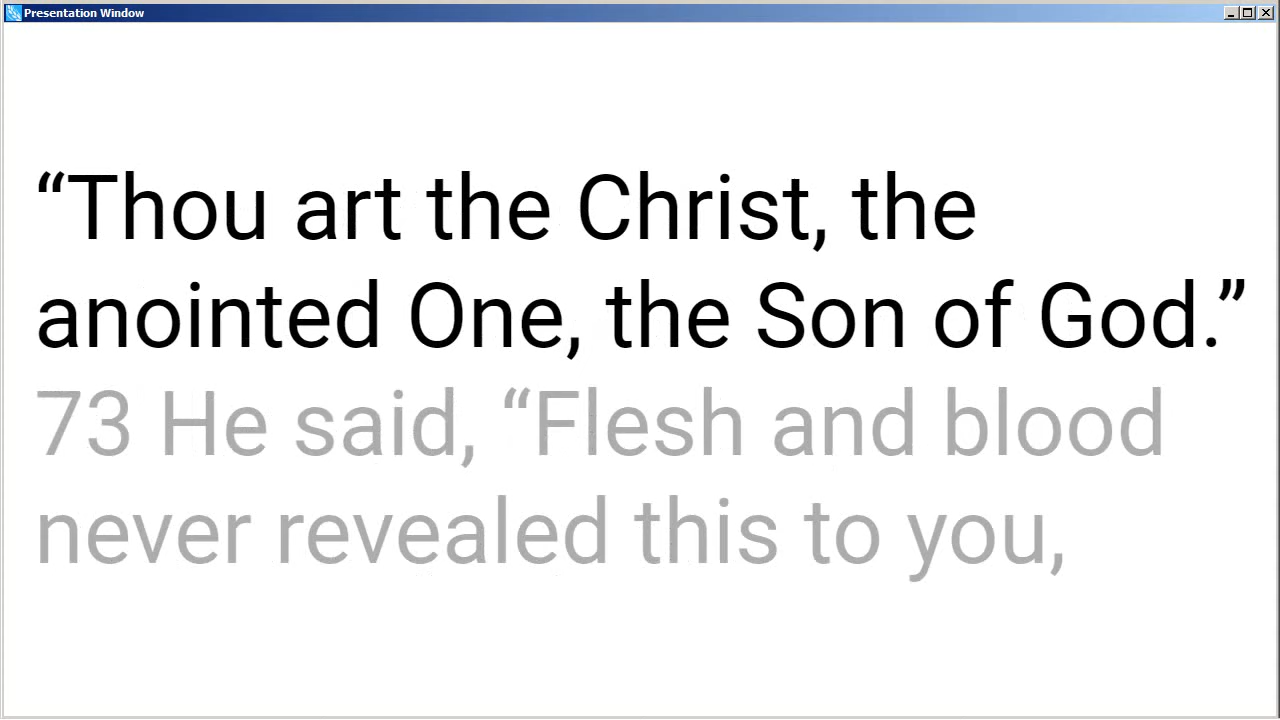 Presentation Window
“Thou art the Christ, the
anointed One, the Son of God.”
73 He said, “Flesh and blood
never revealed this to you,